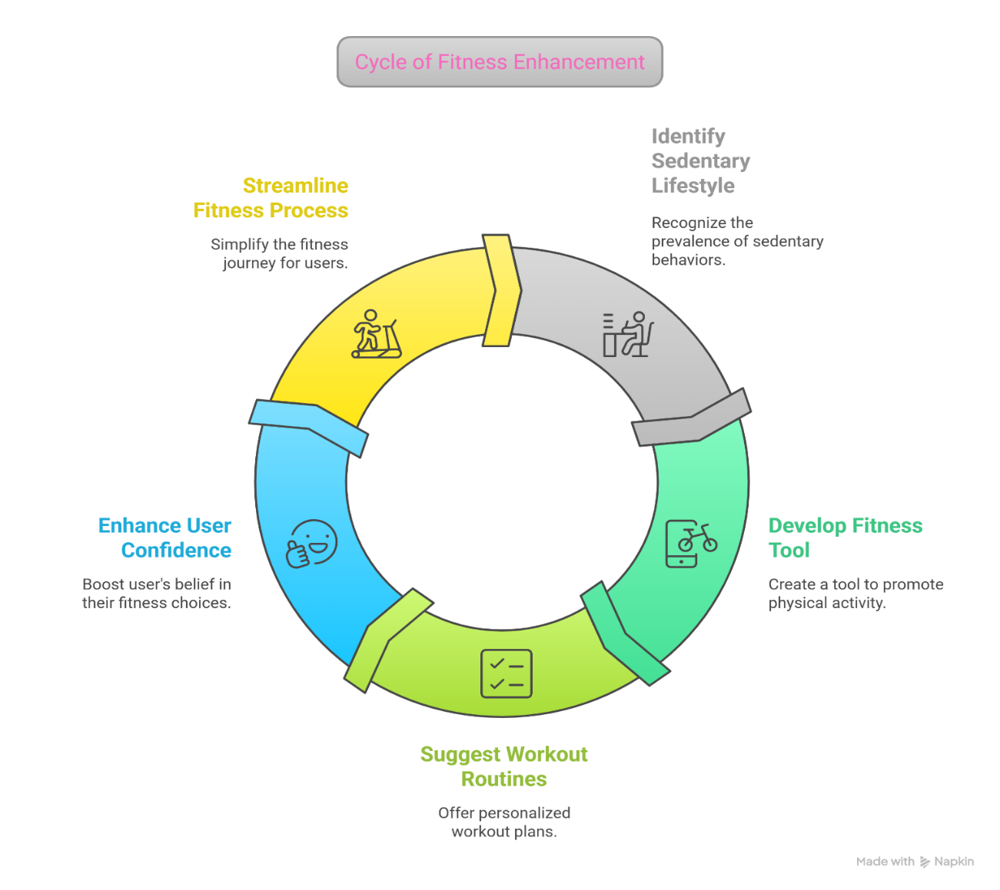 Cycle of Fitness Enhancement
Identify
Sedentary
Lifestyle
Recognize the
prevalence of sedentary
behaviors.
Streamline
Fitness Process
Simplify the fitness
journey for users.
Develop Fitness
Tool
Create a tool to promote
physical activity.
Enhance User
Confidence
Boost user's belief in
their fitness choices.
Suggest Workout
Routines
Offer personalized
workout plans.
Made with Napkin